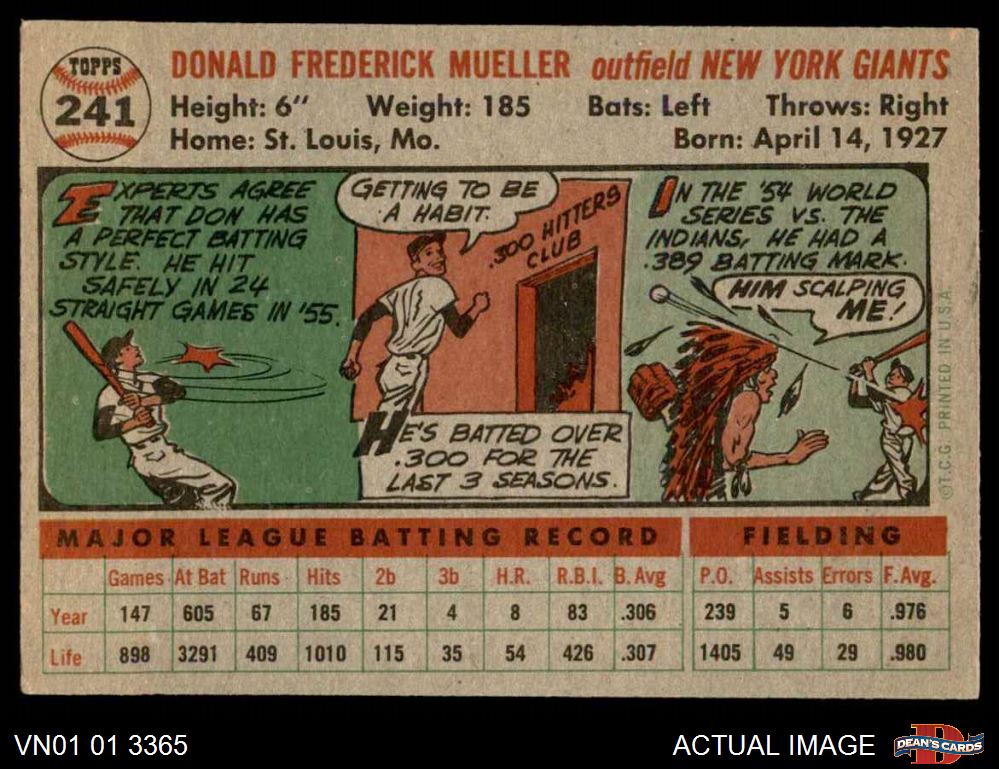 TOPPS
241
DONALD FREDERICK MUELLER outfield NEW YORK GIANTS
Height: 6" Weight: 185 Bats: Left Throws: Right
Home: St. Louis, Mo. Born: April 14, 1927
EXPERTS AGREE
THAT DON HAS
A PERFECT BATTING
STYLE. HE HIT
SAFELY IN 24
STRAIGHT GAMES IN '55.
GETTING TO BE
A HABIT.
.300 HITTERS
CLUB
HE'S BATTED OVER
.300 FOR THE
LAST 3 SEASONS.
IN THE '54 WORLD
SERIES VS. THE
INDIANS, HE HAD A
.389 BATTING MARK.
HIM SCALPING
ME!
©T.C.G. PRINTED IN U.S.A.
MAJOR LEAGUE BATTING RECORD FIELDING
Games At Bat Runs Hits 2b 3b H.R. R.B.I. B. Avg P.O. Assists Errors F. Avg.
Year 147 605 67 185 21 4 8 83 .306 239 5 6 .976
Life 898 3291 409 1010 115 35 54 426 .307 1405 49 29 .980
VN01 01 3365
ACTUAL IMAGE
D
DEAN'S CARDS